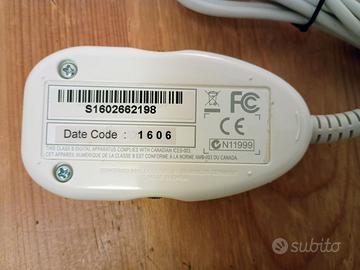 S1602662198
Date Code : 1606
FC
CE
N11999
THIS CLASS B DIGITAL APPARATUS COMPLIES WITH CANADIAN ICES-003.
CET APPAREIL NUMÉRIQUE DE LA CLASSE B EST CONFORME À LA NORME NMB-003 DU CANADA.
subito